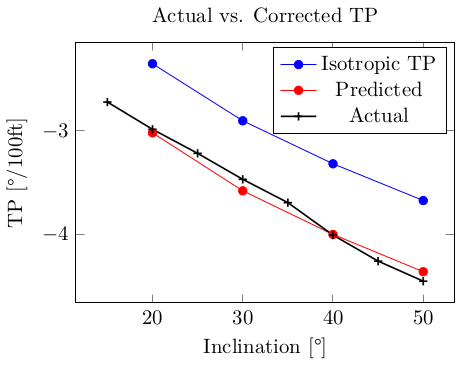 Actual vs. Corrected TP
Isotropic TP
Predicted
Actual
TP [°/100ft]
−3
−4
20 30 40 50
Inclination [°]